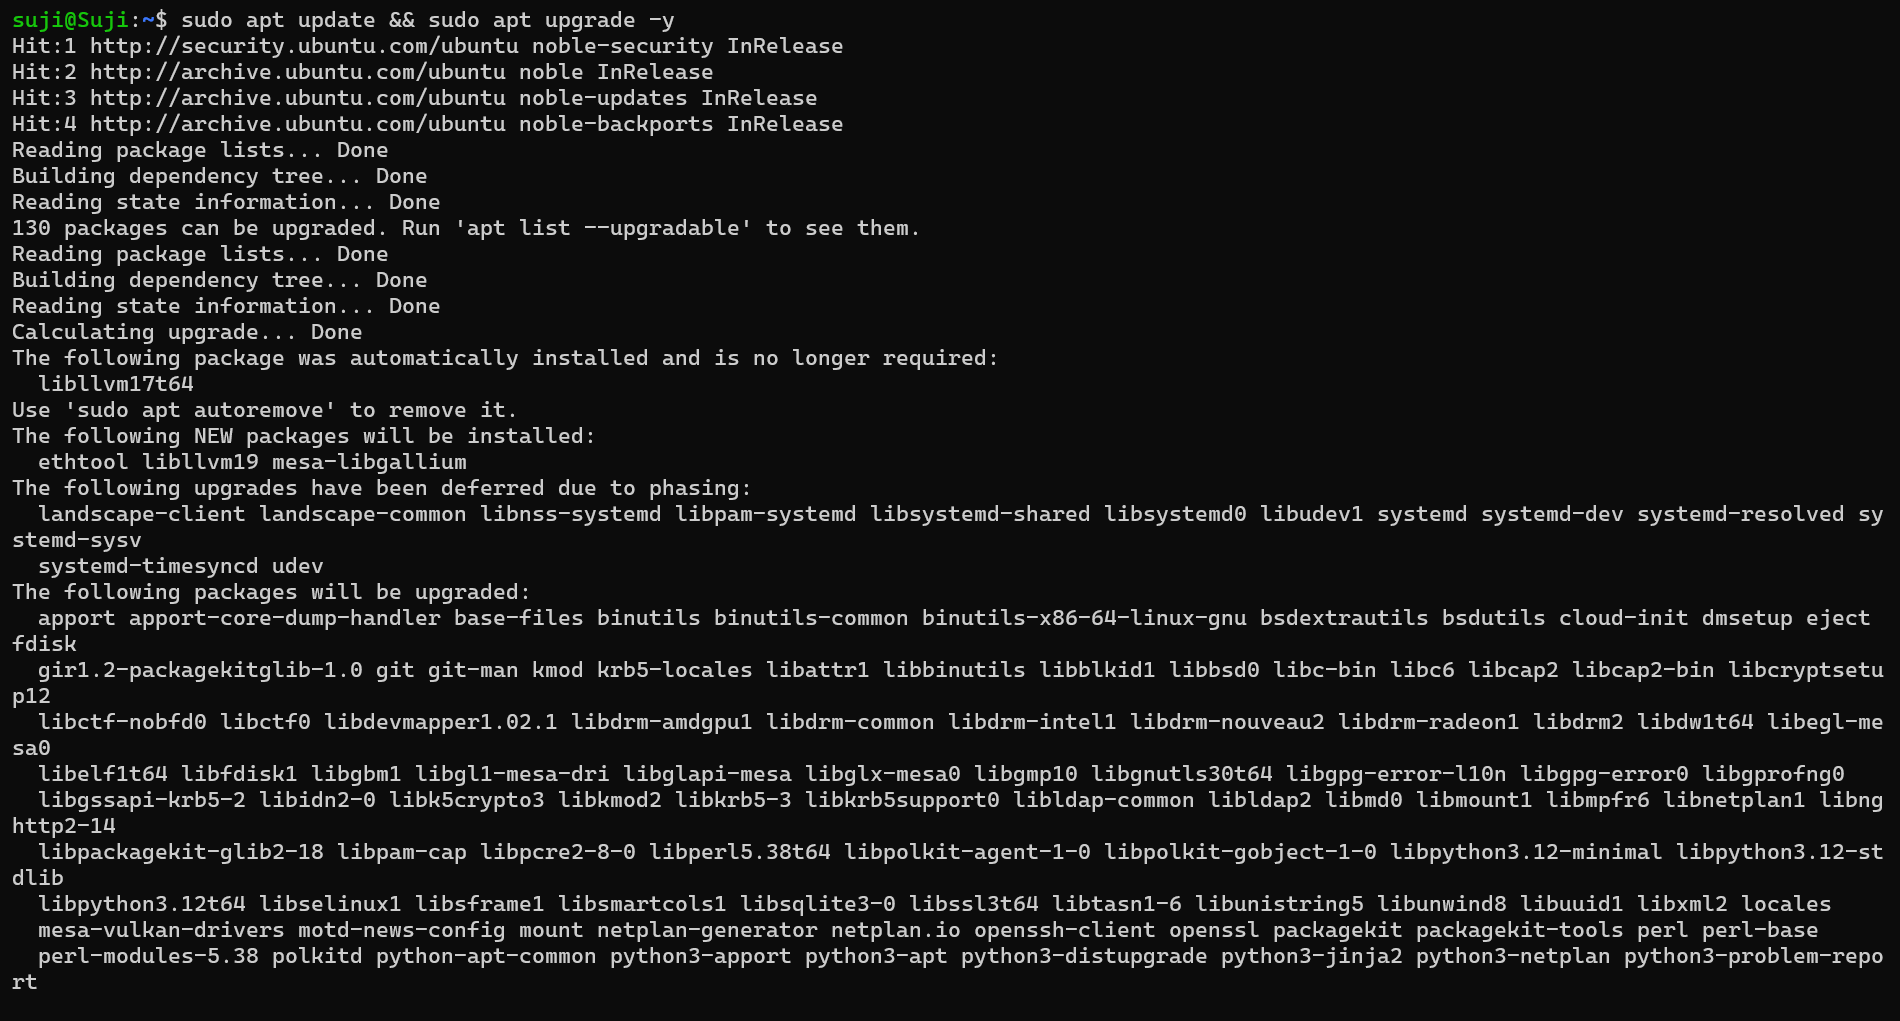 suji@Suji:~$ sudo apt update && sudo apt upgrade -y
Hit:1 http://security.ubuntu.com/ubuntu noble-security InRelease
Hit:2 http://archive.ubuntu.com/ubuntu noble InRelease
Hit:3 http://archive.ubuntu.com/ubuntu noble-updates InRelease
Hit:4 http://archive.ubuntu.com/ubuntu noble-backports InRelease
Reading package lists... Done
Building dependency tree... Done
Reading state information... Done
130 packages can be upgraded. Run 'apt list --upgradable' to see them.
Reading package lists... Done
Building dependency tree... Done
Reading state information... Done
Calculating upgrade... Done
The following package was automatically installed and is no longer required:
  libllvm17t64
Use 'sudo apt autoremove' to remove it.
The following NEW packages will be installed:
  ethtool libllvm19 mesa-libgallium
The following upgrades have been deferred due to phasing:
  landscape-client landscape-common libnss-systemd libpam-systemd libsystemd-shared libsystemd0 libudev1 systemd systemd-dev systemd-resolved sy
stemd-sysv
  systemd-timesyncd udev
The following packages will be upgraded:
  apport apport-core-dump-handler base-files binutils binutils-common binutils-x86-64-linux-gnu bsdextrautils bsdutils cloud-init dmsetup eject
fdisk
  gir1.2-packagekitglib-1.0 git git-man kmod krb5-locales libattr1 libbinutils libblkid1 libbsd0 libc-bin libc6 libcap2 libcap2-bin libcryptsetu
p12
  libctf-nobfd0 libctf0 libdevmapper1.02.1 libdrm-amdgpu1 libdrm-common libdrm-intel1 libdrm-nouveau2 libdrm-radeon1 libdrm2 libdw1t64 libegl-me
sa0
  libelf1t64 libfdisk1 libgbm1 libgl1-mesa-dri libglapi-mesa libglx-mesa0 libgmp10 libgnutls30t64 libgpg-error-l10n libgpg-error0 libgprofng0
  libgssapi-krb5-2 libidn2-0 libk5crypto3 libkmod2 libkrb5-3 libkrb5support0 libldap-common libldap2 libmd0 libmount1 libmpfr6 libnetplan1 libng
http2-14
  libpackagekit-glib2-18 libpam-cap libpcre2-8-0 libperl5.38t64 libpolkit-agent-1-0 libpolkit-gobject-1-0 libpython3.12-minimal libpython3.12-st
dlib
  libpython3.12t64 libselinux1 libsframe1 libsmartcols1 libsqlite3-0 libssl3t64 libtasn1-6 libunistring5 libunwind8 libuuid1 libxml2 locales
  mesa-vulkan-drivers motd-news-config mount netplan-generator netplan.io openssh-client openssl packagekit packagekit-tools perl perl-base
  perl-modules-5.38 polkitd python-apt-common python3-apport python3-apt python3-distupgrade python3-jinja2 python3-netplan python3-problem-repo
rt